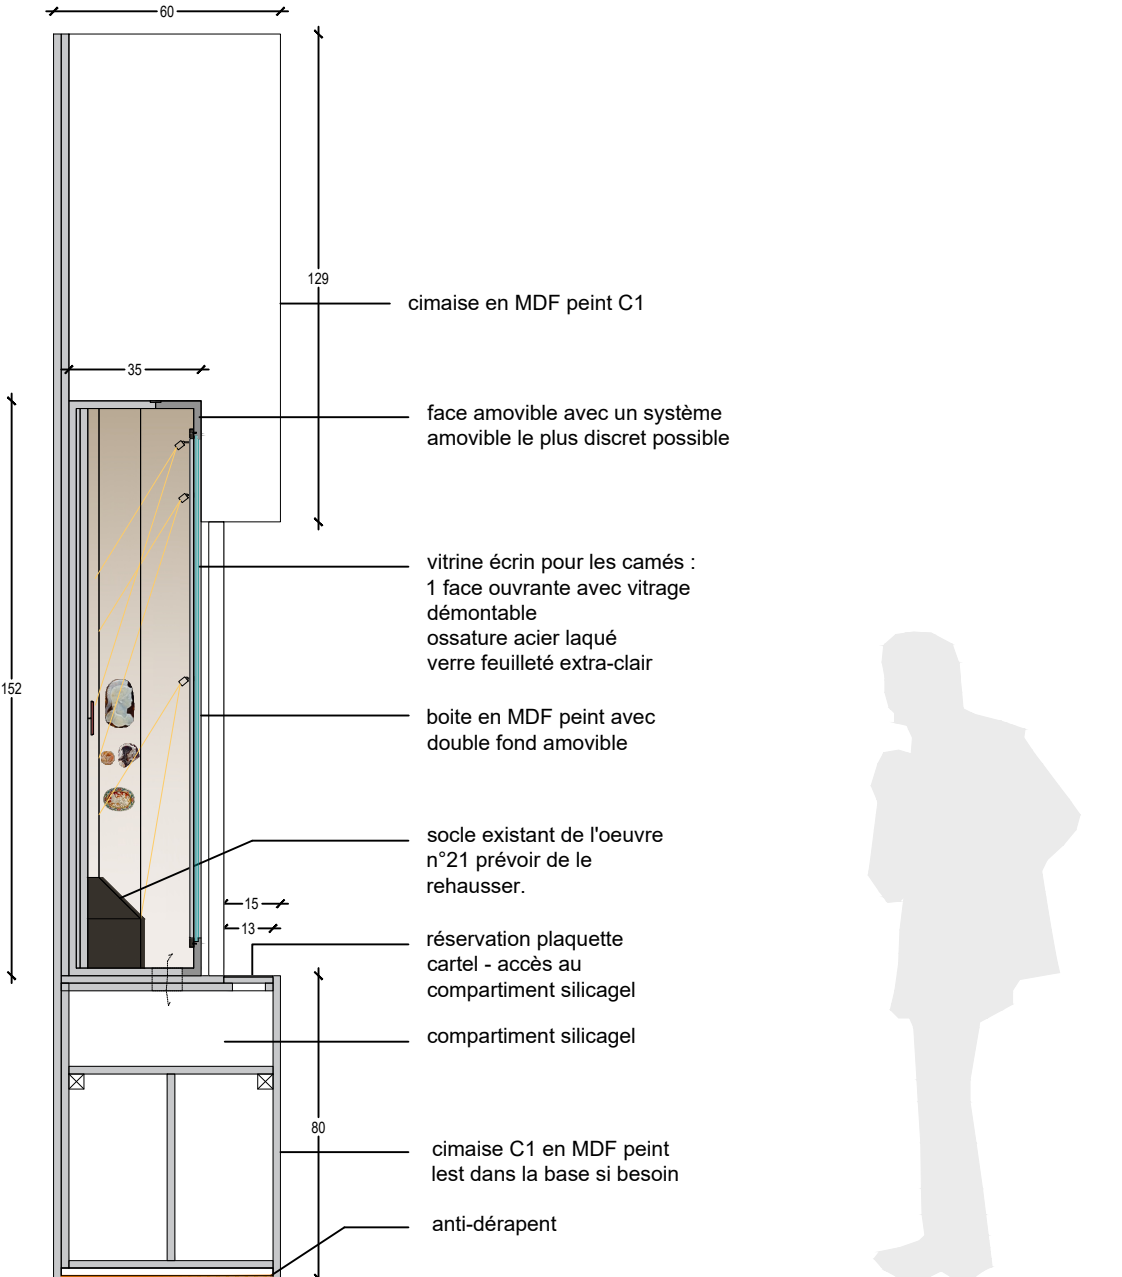 60
129
cimaise en MDF peint C1
35
face amovible avec un système
amovible le plus discret possible
vitrine écrin pour les camés :
1 face ouvrante avec vitrage
démontable
ossature acier laqué
verre feuilleté extra-clair
152
boite en MDF peint avec
double fond amovible
socle existant de l'oeuvre
n°21 prévoir de le
rehausser.
15
13
réservation plaquette
cartel - accès au
compartiment silicagel
compartiment silicagel
80
cimaise C1 en MDF peint
lest dans la base si besoin
anti-dérapent